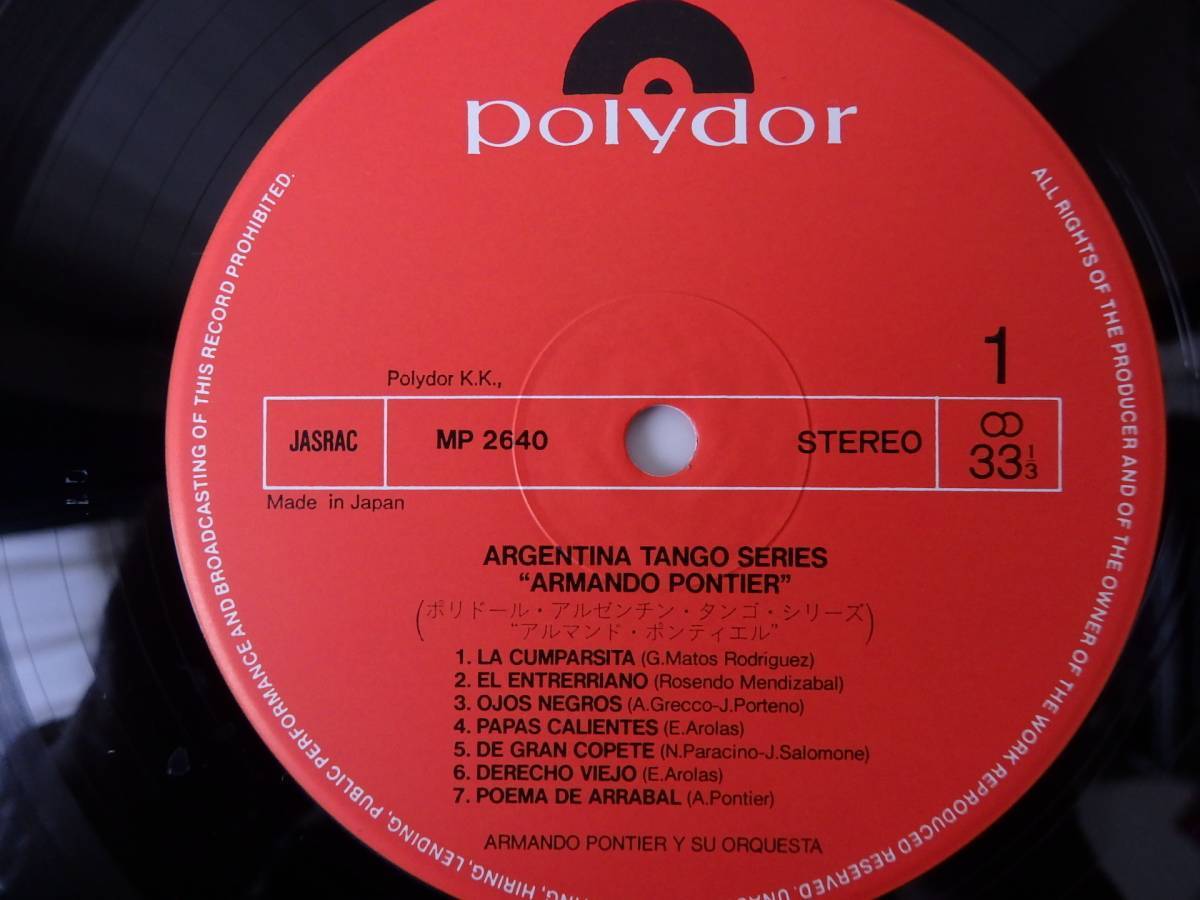 polydor
1
Polydor K.K.,
JASRAC
MP 2640
STEREO
33 1/3
Made in Japan
ARGENTINA TANGO SERIES
"ARMANDO PONTIER"
(ポリドール・アルゼンチン・タンゴ・シリーズ
"アルマンド・ポンティエル")
1. LA CUMPARSITA (G.Matos Rodriguez)
2. EL ENTRERRIANO (Rosendo Mendizabal)
3. OJOS NEGROS (A.Grecco-J.Porteno)
4. PAPAS CALIENTES (E.Arolas)
5. DE GRAN COPETE (N.Paracino-J.Salomone)
6. DERECHO VIEJO (E.Arolas)
7. POEMA DE ARRABAL (A.Pontier)
ARMANDO PONTIER Y SU ORQUESTA
ALL RIGHTS OF THE PRODUCER AND OF THE OWNER OF THE WORK REPRODUCED RESERVED.
HIRING, LENDING, PUBLIC PERFORMANCE AND BROADCASTING OF THIS RECORD PROHIBITED.